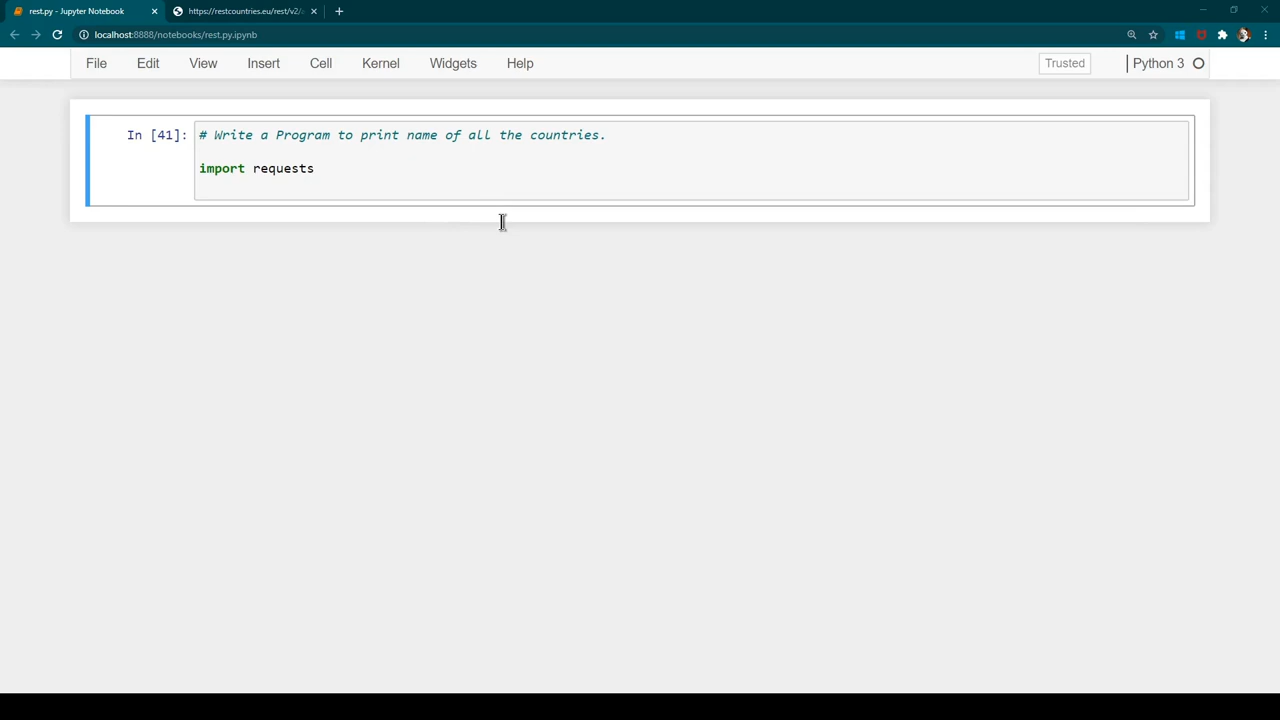 rest.py - Jupyter Notebook
https://restcountries.eu/rest/v2/
localhost:8888/notebooks/rest.py.ipynb
File Edit View Insert Cell Kernel Widgets Help Trusted Python 3
In [41]: # Write a Program to print name of all the countries.
import requests